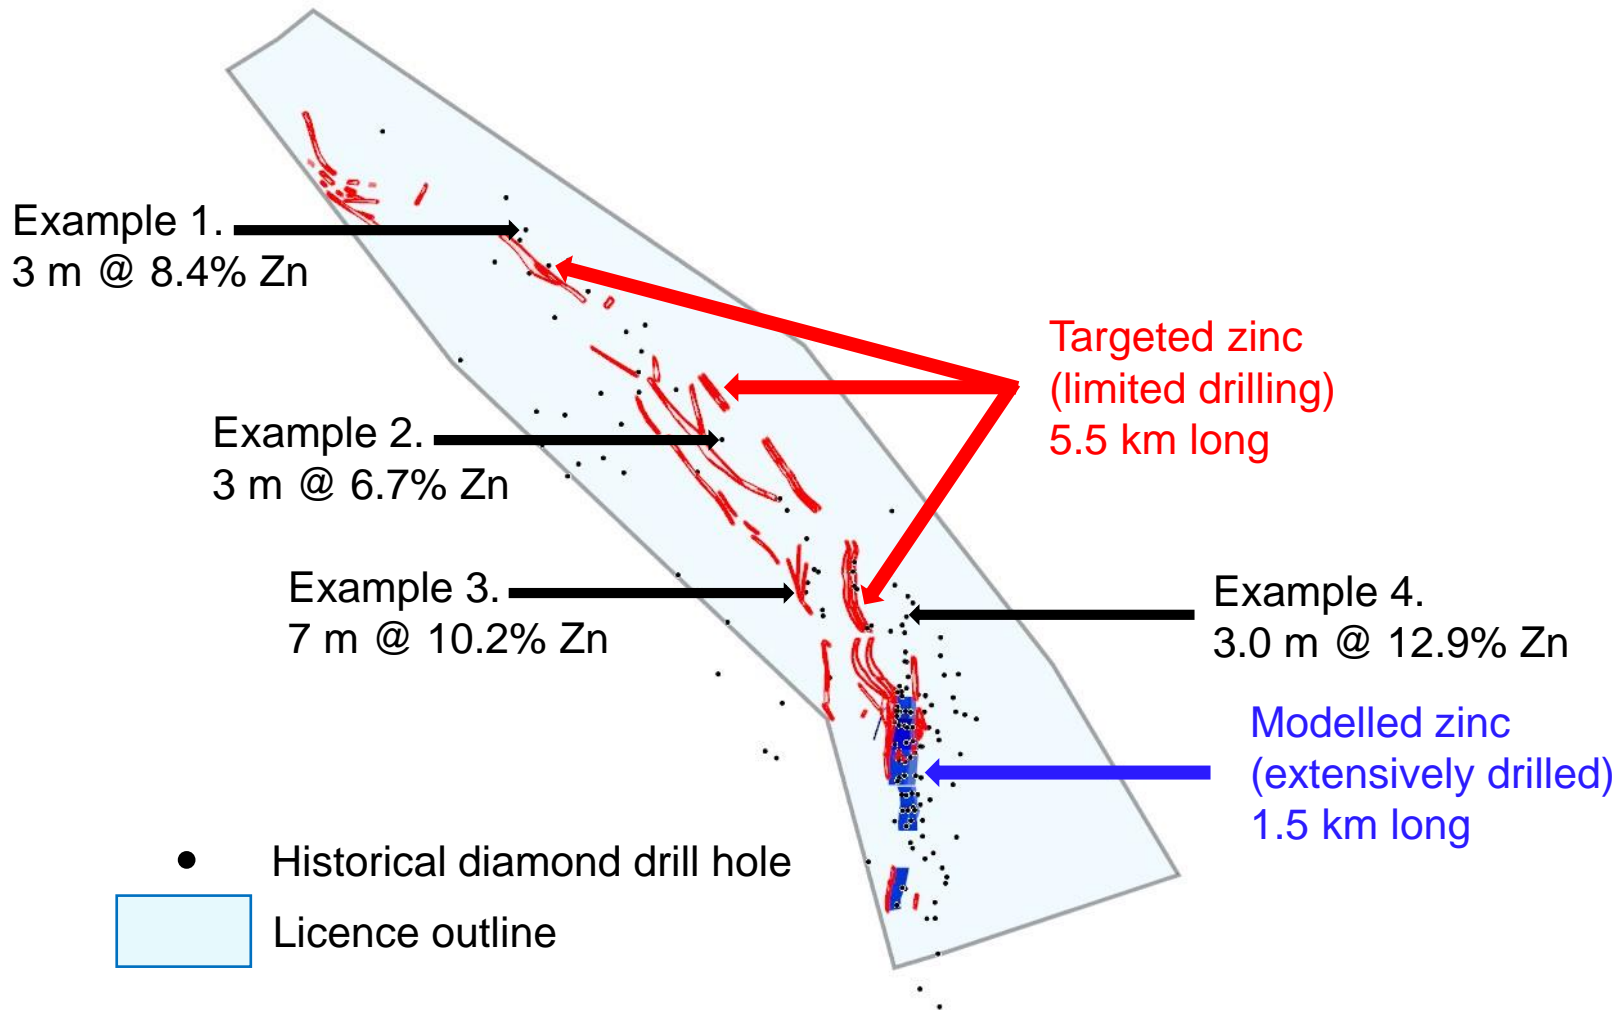 Example 1.
3 m @ 8.4% Zn
Targeted zinc
(limited drilling)
5.5 km long
Example 2.
3 m @ 6.7% Zn
Example 3.
7 m @ 10.2% Zn
Example 4.
3.0 m @ 12.9% Zn
Modelled zinc
(extensively drilled)
1.5 km long
Historical diamond drill hole
Licence outline